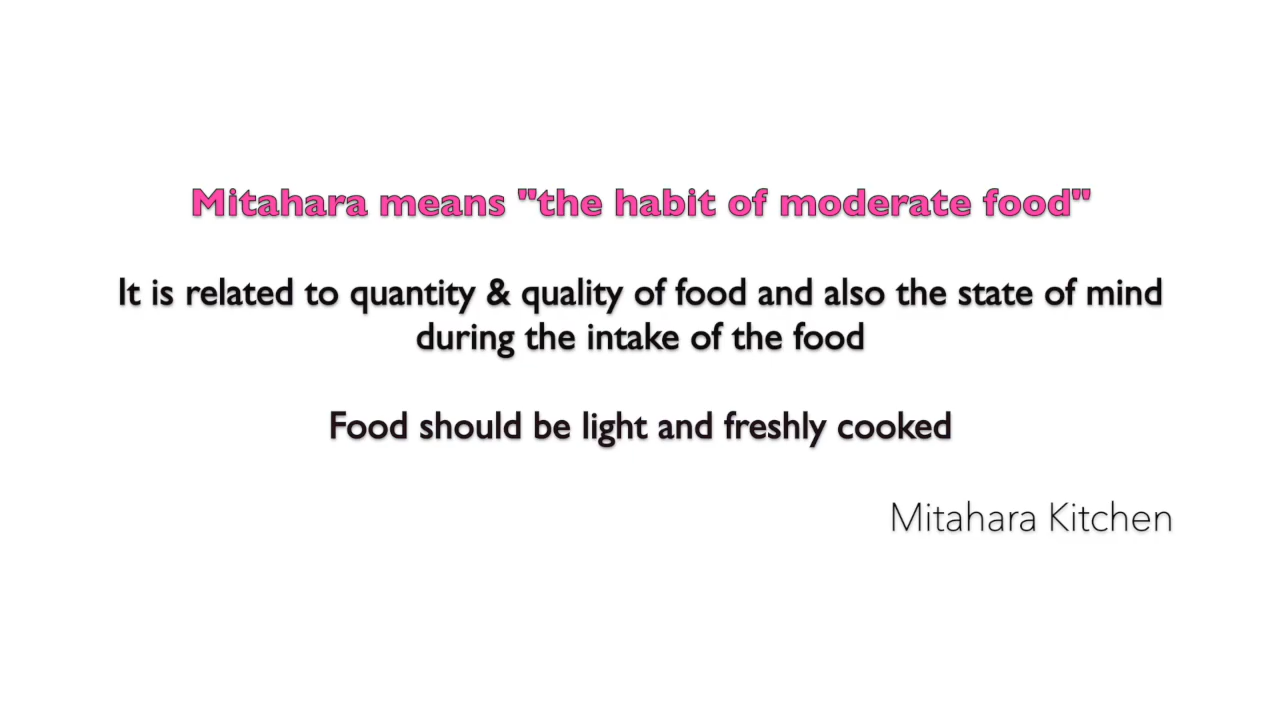 Mitahara means "the habit of moderate food"
It is related to quantity & quality of food and also the state of mind
during the intake of the food
Food should be light and freshly cooked
Mitahara Kitchen